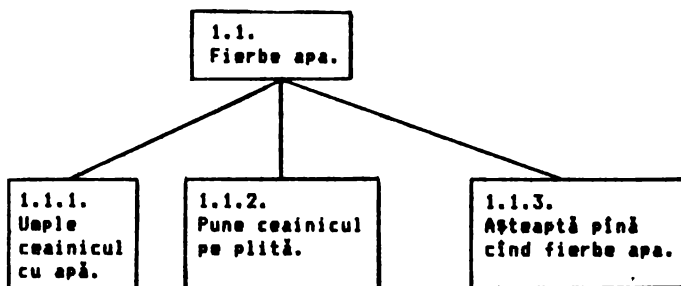 1.1.
Fierbe apa.
1.1.1.
Umple
ceainicul
cu apă.
1.1.2.
Pune ceainicul
pe plită.
1.1.3.
Aşteaptă pînă
cînd fierbe apa.